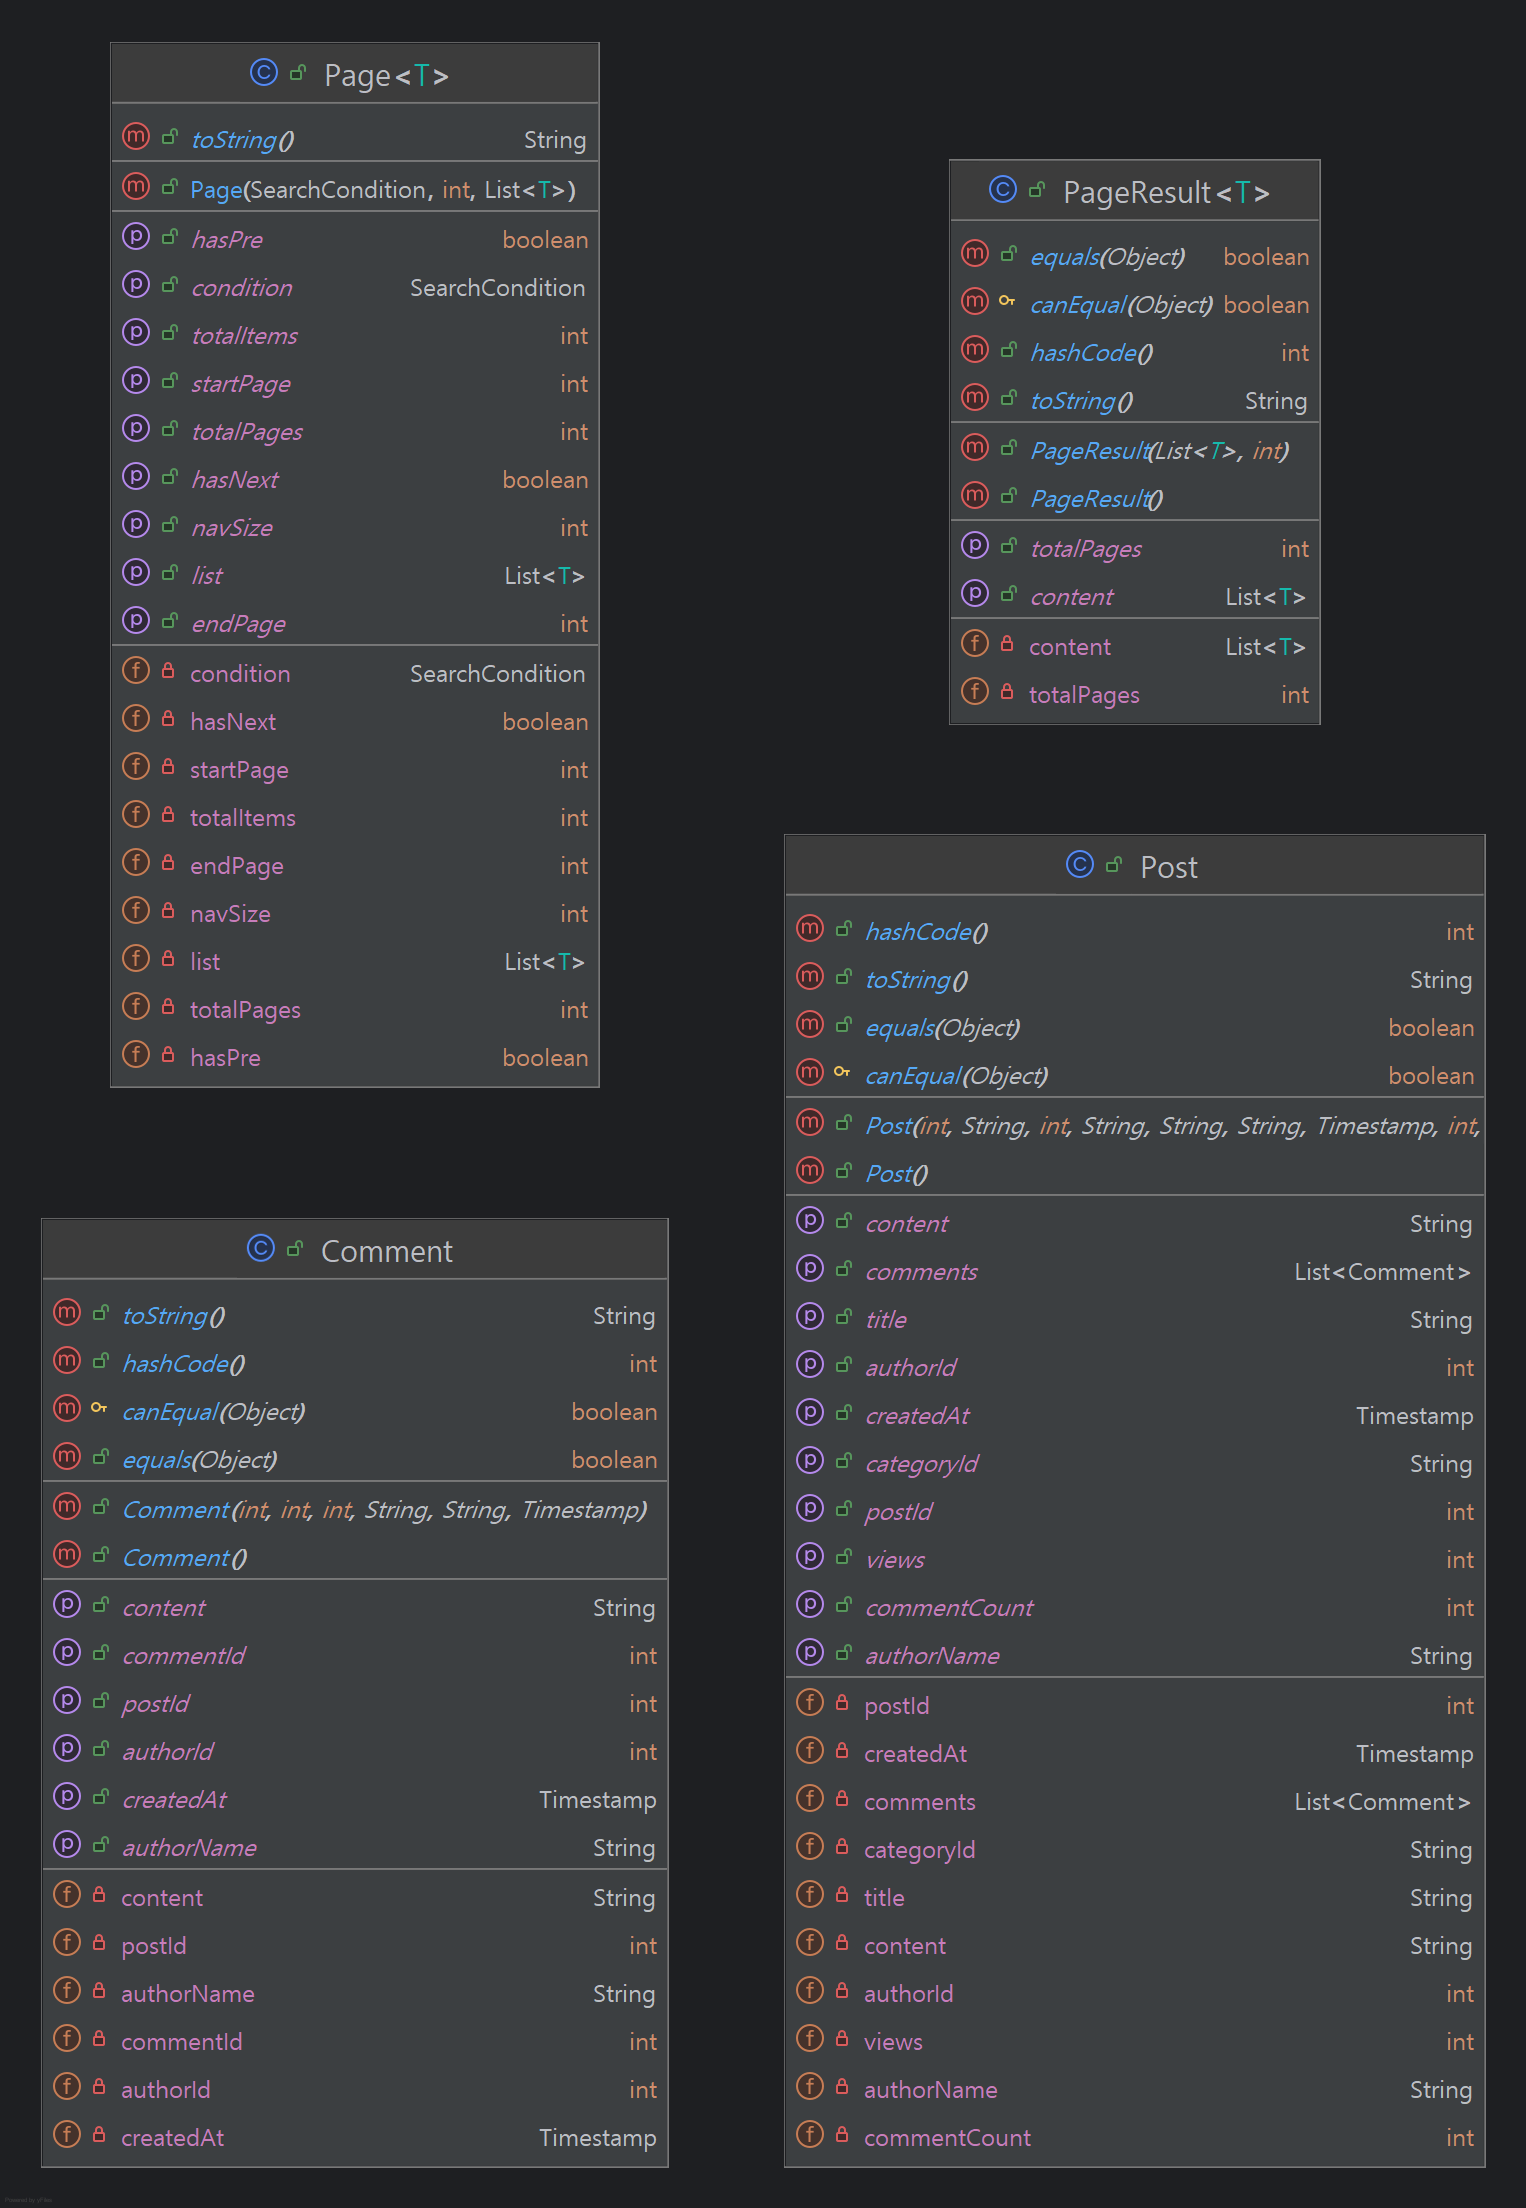 Page<T>
toString() String
Page(SearchCondition, int, List<T>)
hasPre boolean
condition SearchCondition
totalItems int
startPage int
totalPages int
hasNext boolean
navSize int
list List<T>
endPage int
condition SearchCondition
hasNext boolean
startPage int
totalItems int
endPage int
navSize int
list List<T>
totalPages int
hasPre boolean
PageResult<T>
equals(Object) boolean
canEqual(Object) boolean
hashCode() int
toString() String
PageResult(List<T>, int)
PageResult()
totalPages int
content List<T>
content List<T>
totalPages int
Post
hashCode() int
toString() String
equals(Object) boolean
canEqual(Object) boolean
Post(int, String, int, String, String, String, Timestamp, int,
Post()
content String
comments List<Comment>
title String
authorId int
createdAt Timestamp
categoryId String
postId int
views int
commentCount int
authorName String
postId int
createdAt Timestamp
comments List<Comment>
categoryId String
title String
content String
authorId int
views int
authorName String
commentCount int
Comment
toString() String
hashCode() int
canEqual(Object) boolean
equals(Object) boolean
Comment(int, int, int, String, String, Timestamp)
Comment()
content String
commentId int
postId int
authorId int
createdAt Timestamp
authorName String
content String
postId int
authorName String
commentId int
authorId int
createdAt Timestamp